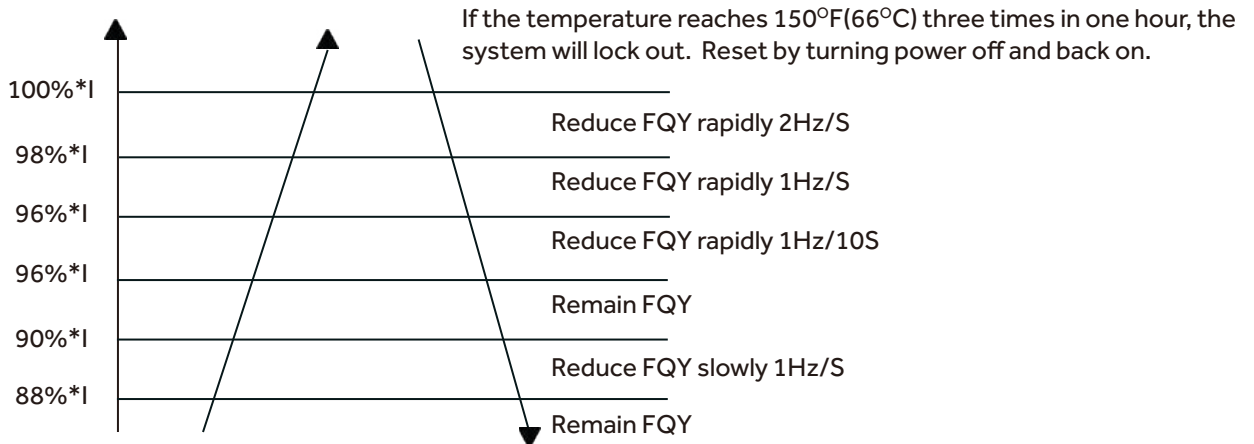 If the temperature reaches 150°F(66°C) three times in one hour, the
system will lock out. Reset by turning power off and back on.
100%*I
Reduce FQY rapidly 2Hz/S
98%*I
Reduce FQY rapidly 1Hz/S
96%*I
Reduce FQY rapidly 1Hz/10S
96%*I
Remain FQY
90%*I
Reduce FQY slowly 1Hz/S
88%*I
Remain FQY